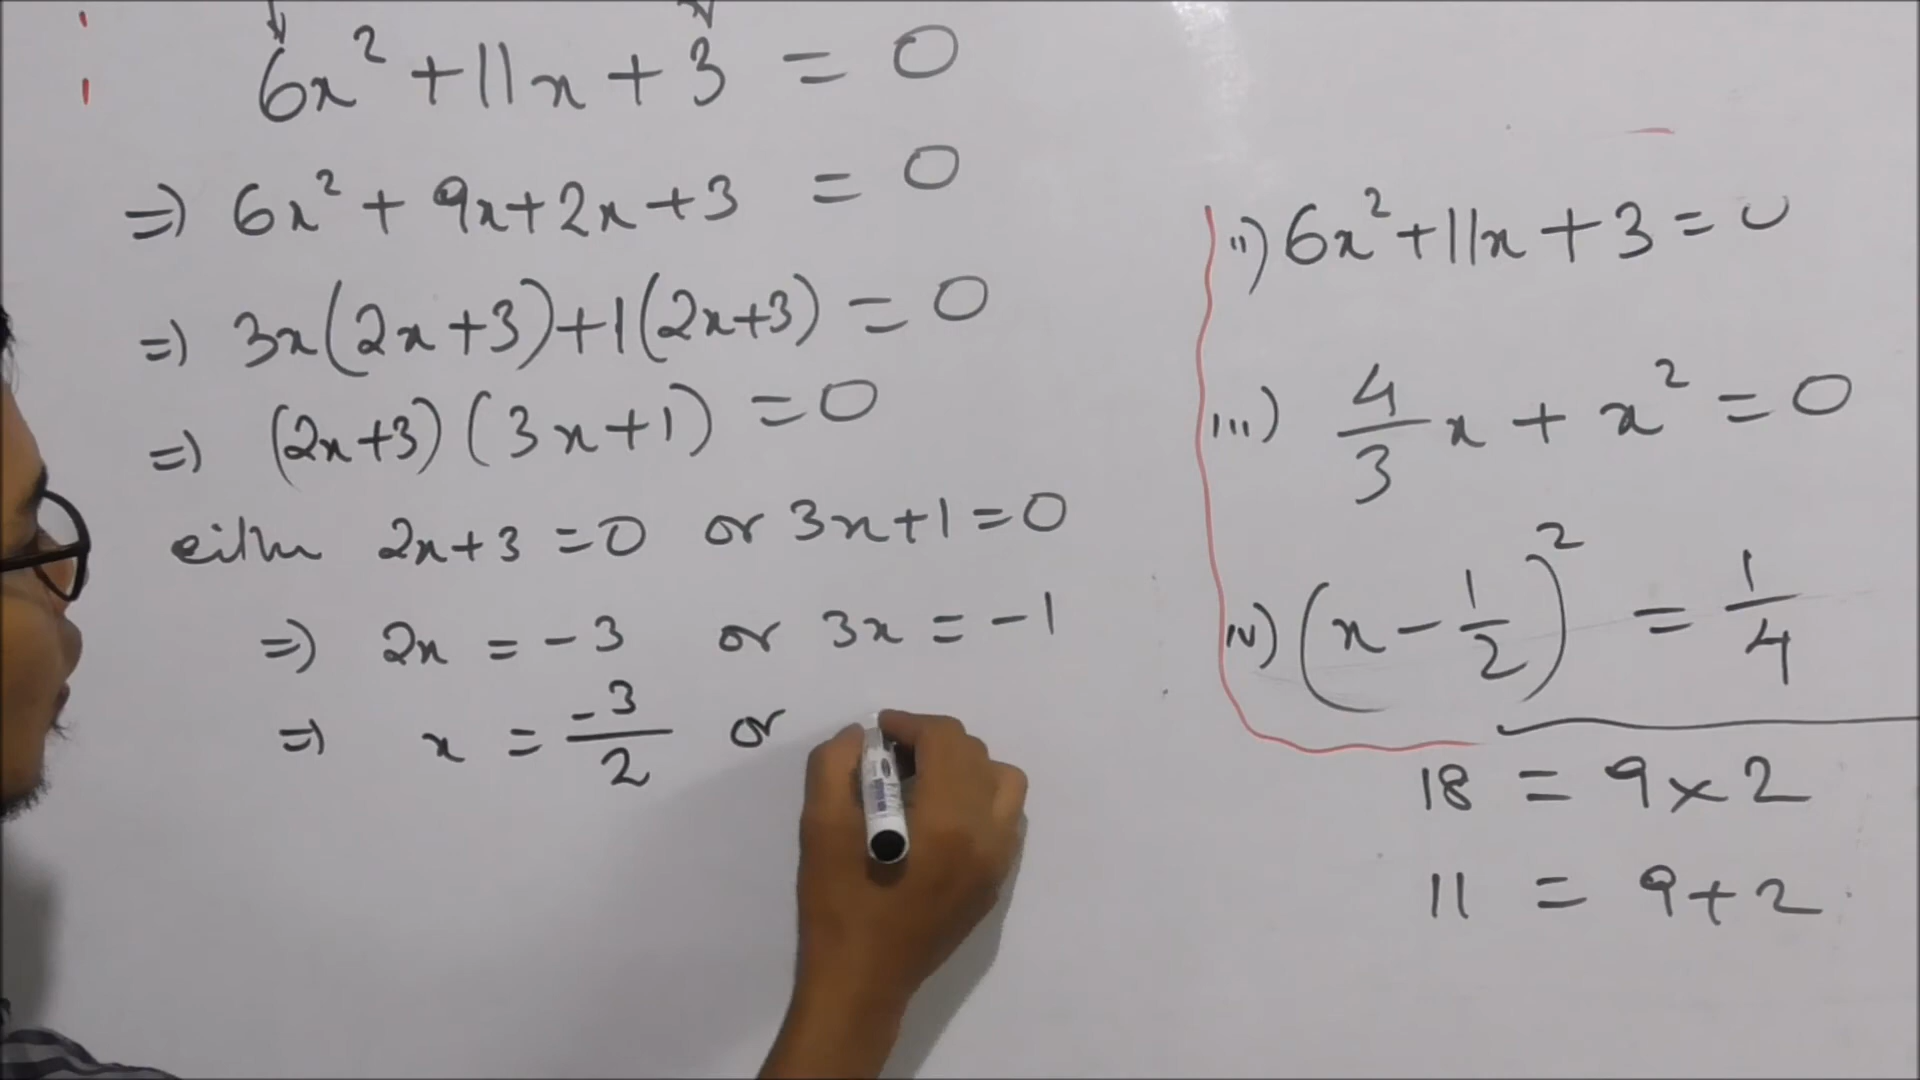 6x² + 11x + 3 = 0
⇒ 6x² + 9x + 2x + 3 = 0
⇒ 3x(2x+3)+1(2x+3) = 0
⇒ (2x+3)(3x+1) = 0
either 2x+3 = 0 or 3x+1 = 0
⇒ 2x = -3 or 3x = -1
⇒ x = -3/2 or
ii) 6x² + 11x + 3 = 0
iii) 4/3 x + x² = 0
iv) (x - 1/2)² = 1/4
18 = 9 x 2
11 = 9 + 2